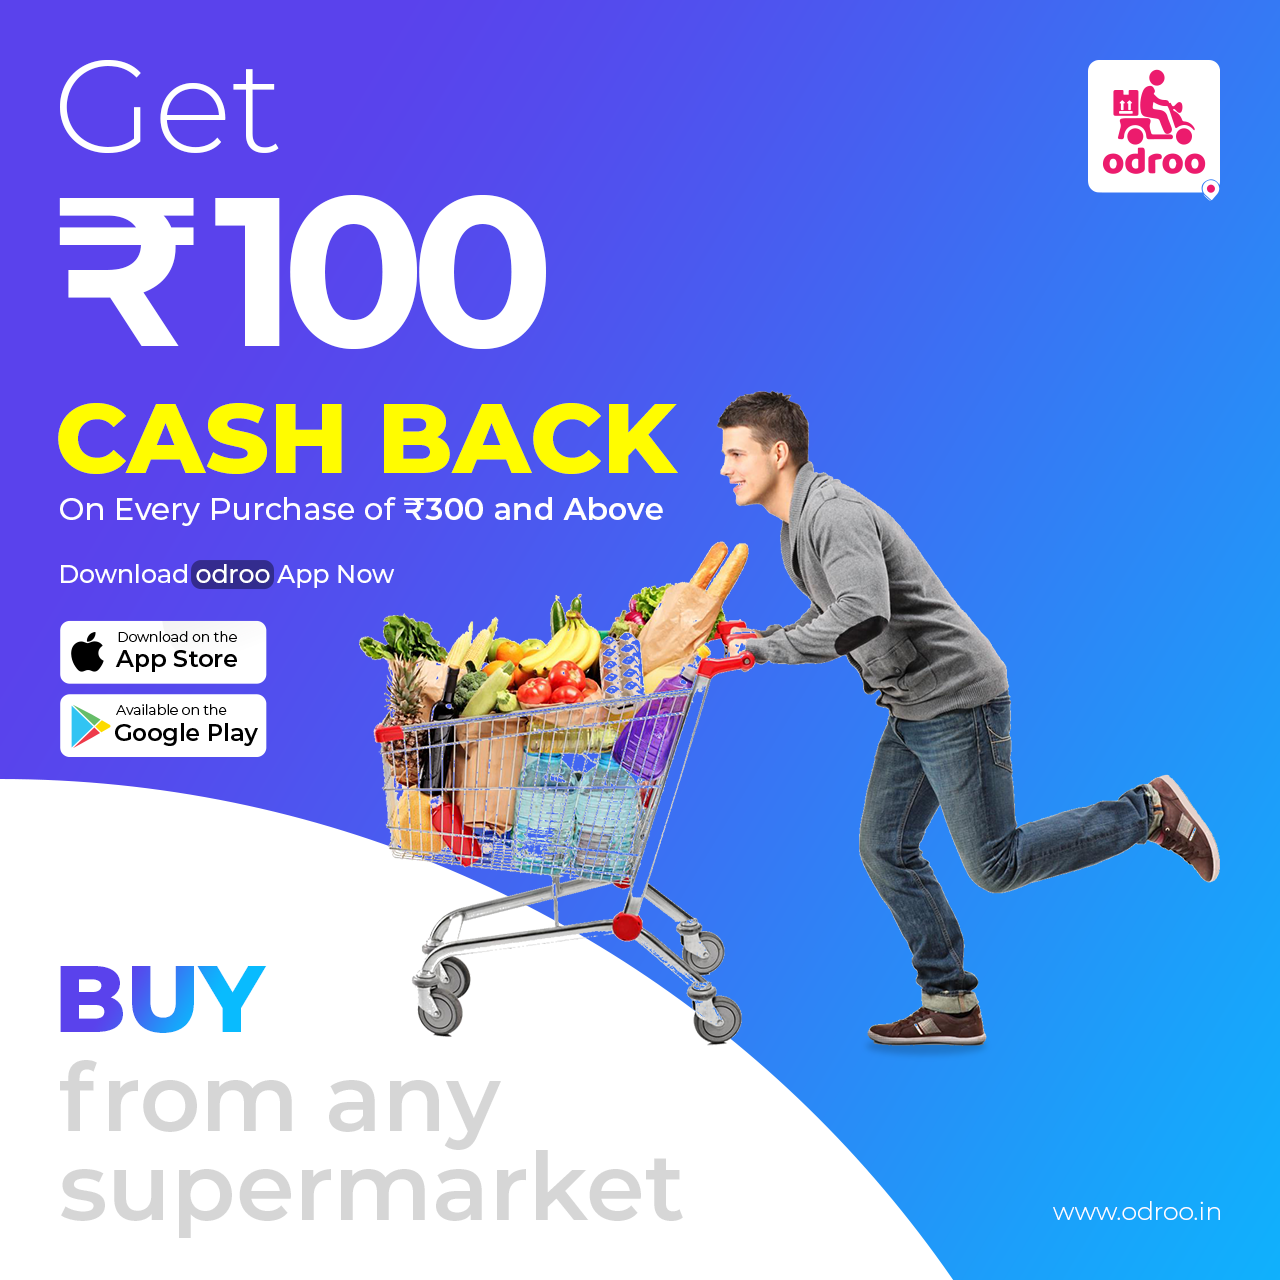 Get
odroo
₹100
CASH BACK
On Every Purchase of ₹300 and Above
Download odroo App Now
Download on the
App Store
Available on the
Google Play
BUY
from any
supermarket
www.odroo.in